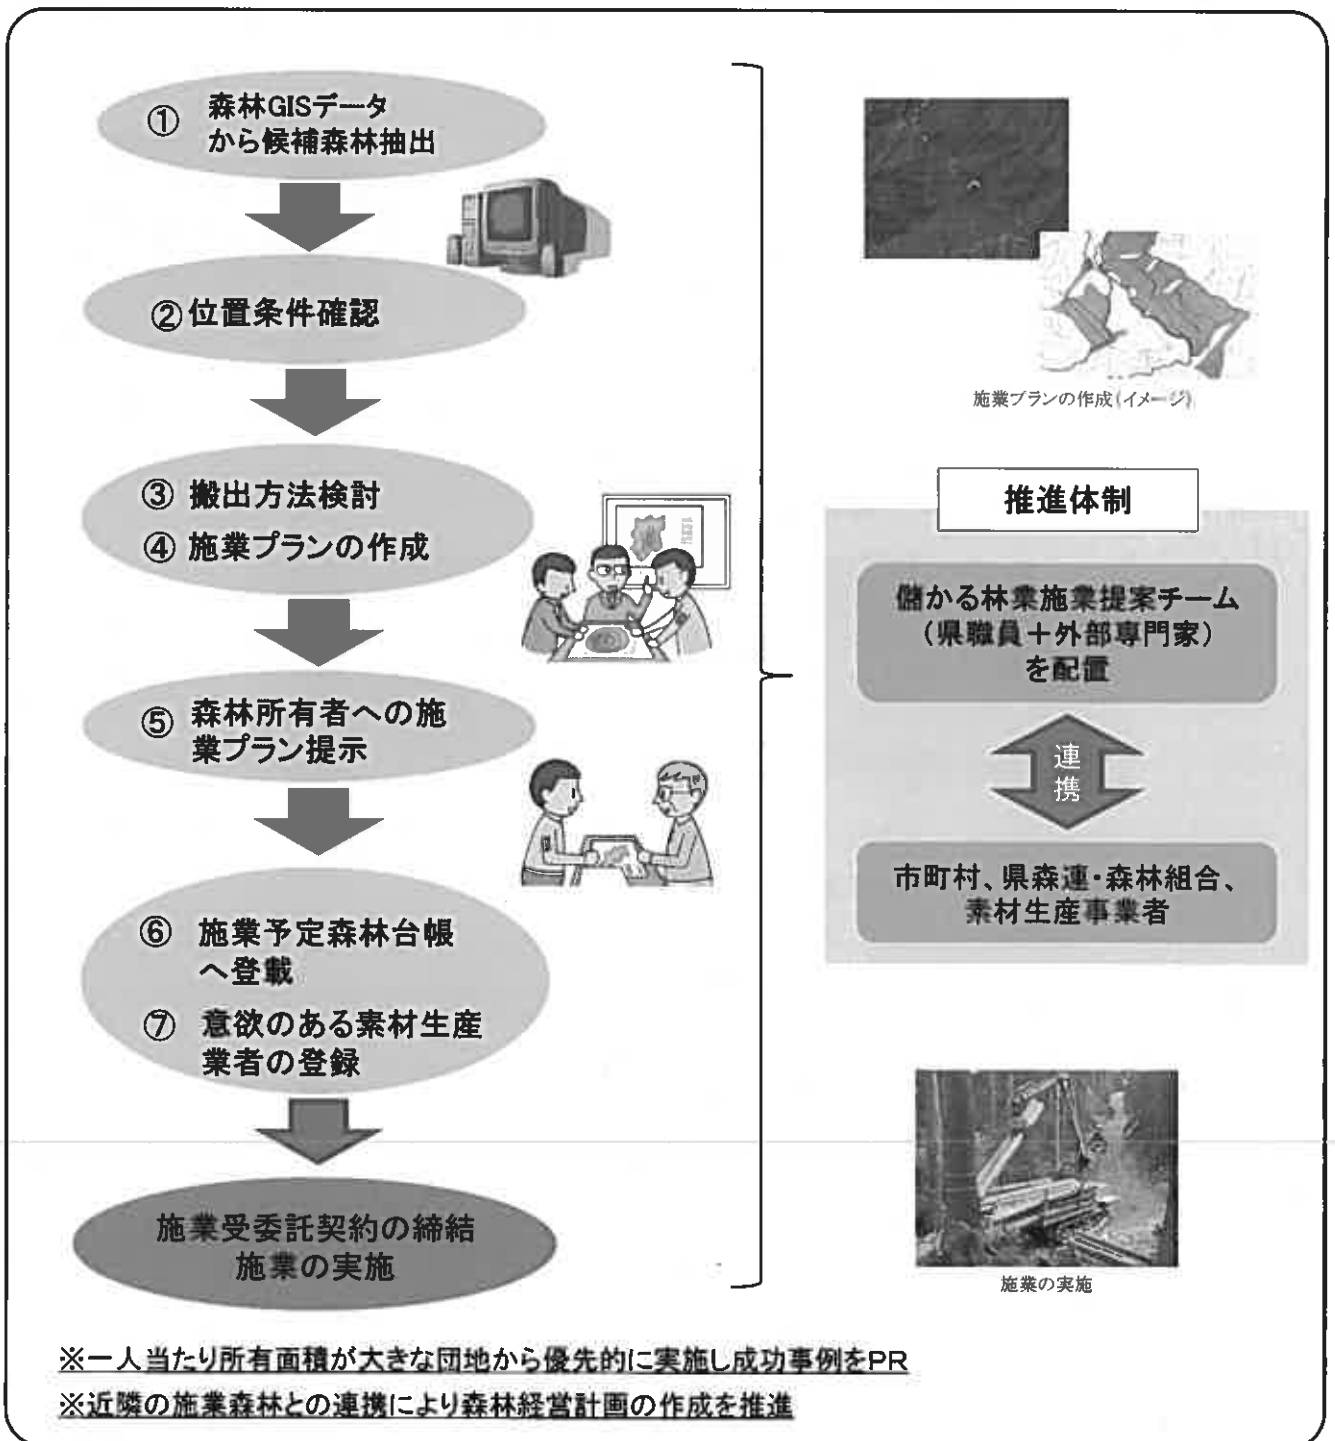 ① 森林GISデータ
から候補森林抽出
②位置条件確認
③ 搬出方法検討
④ 施業プランの作成
⑤ 森林所有者への施
業プラン提示
⑥ 施業予定森林台帳
へ登載
⑦ 意欲のある素材生産
業者の登録
施業受委託契約の締結
施業の実施
施業プランの作成(イメージ)
推進体制
儲かる林業施業提案チーム
(県職員＋外部専門家)
を配置
連
携
市町村、県森連・森林組合、
素材生産事業者
施業の実施
※一人当たり所有面積が大きな団地から優先的に実施し成功事例をPR
※近隣の施業森林との連携により森林経営計画の作成を推進